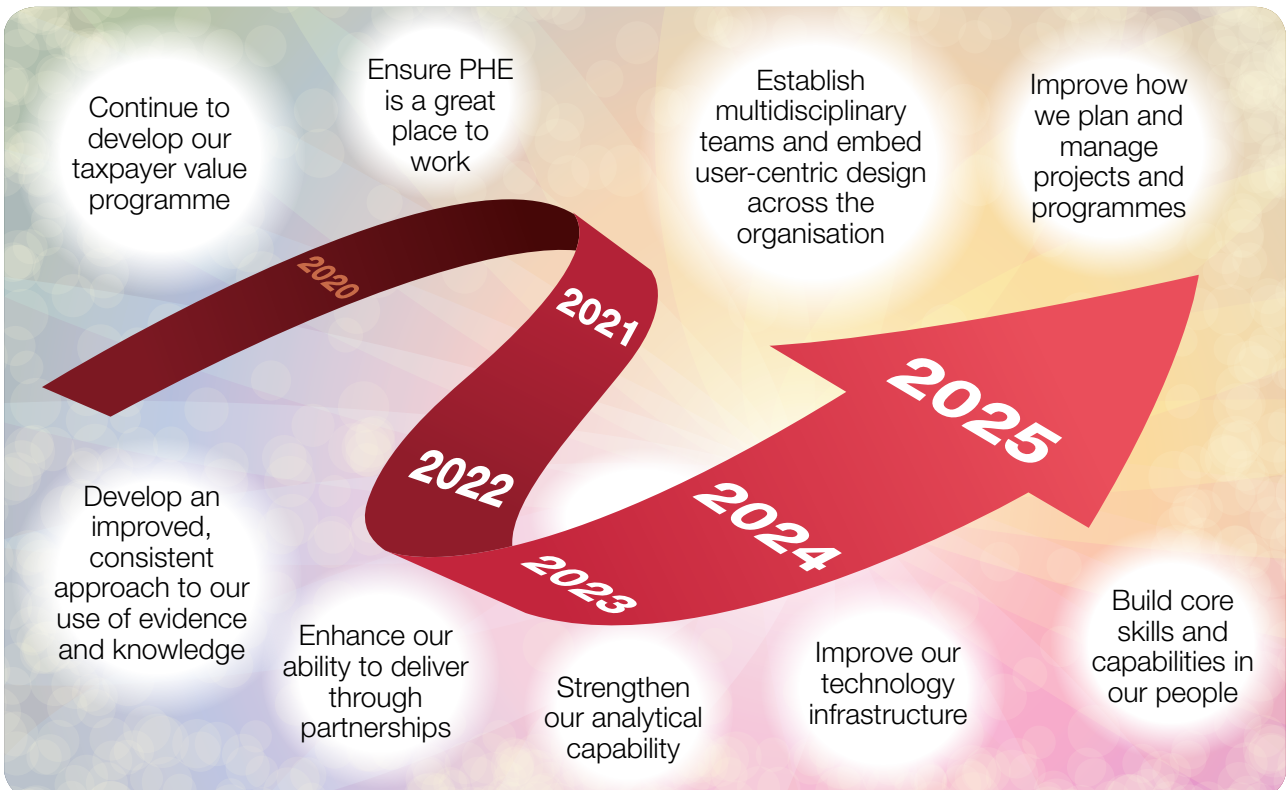 Continue to
develop our
taxpayer value
programme
Ensure PHE
is a great
place to
work
Establish
multidisciplinary
teams and embed
user-centric design
across the
organisation
Improve how
we plan and
manage
projects and
programmes
2020
2021
2022
2023
2024
2025
Develop an
improved,
consistent
approach to our
use of evidence
and knowledge
Enhance our
ability to deliver
through
partnerships
Strengthen
our analytical
capability
Improve our
technology
infrastructure
Build core
skills and
capabilities in
our people